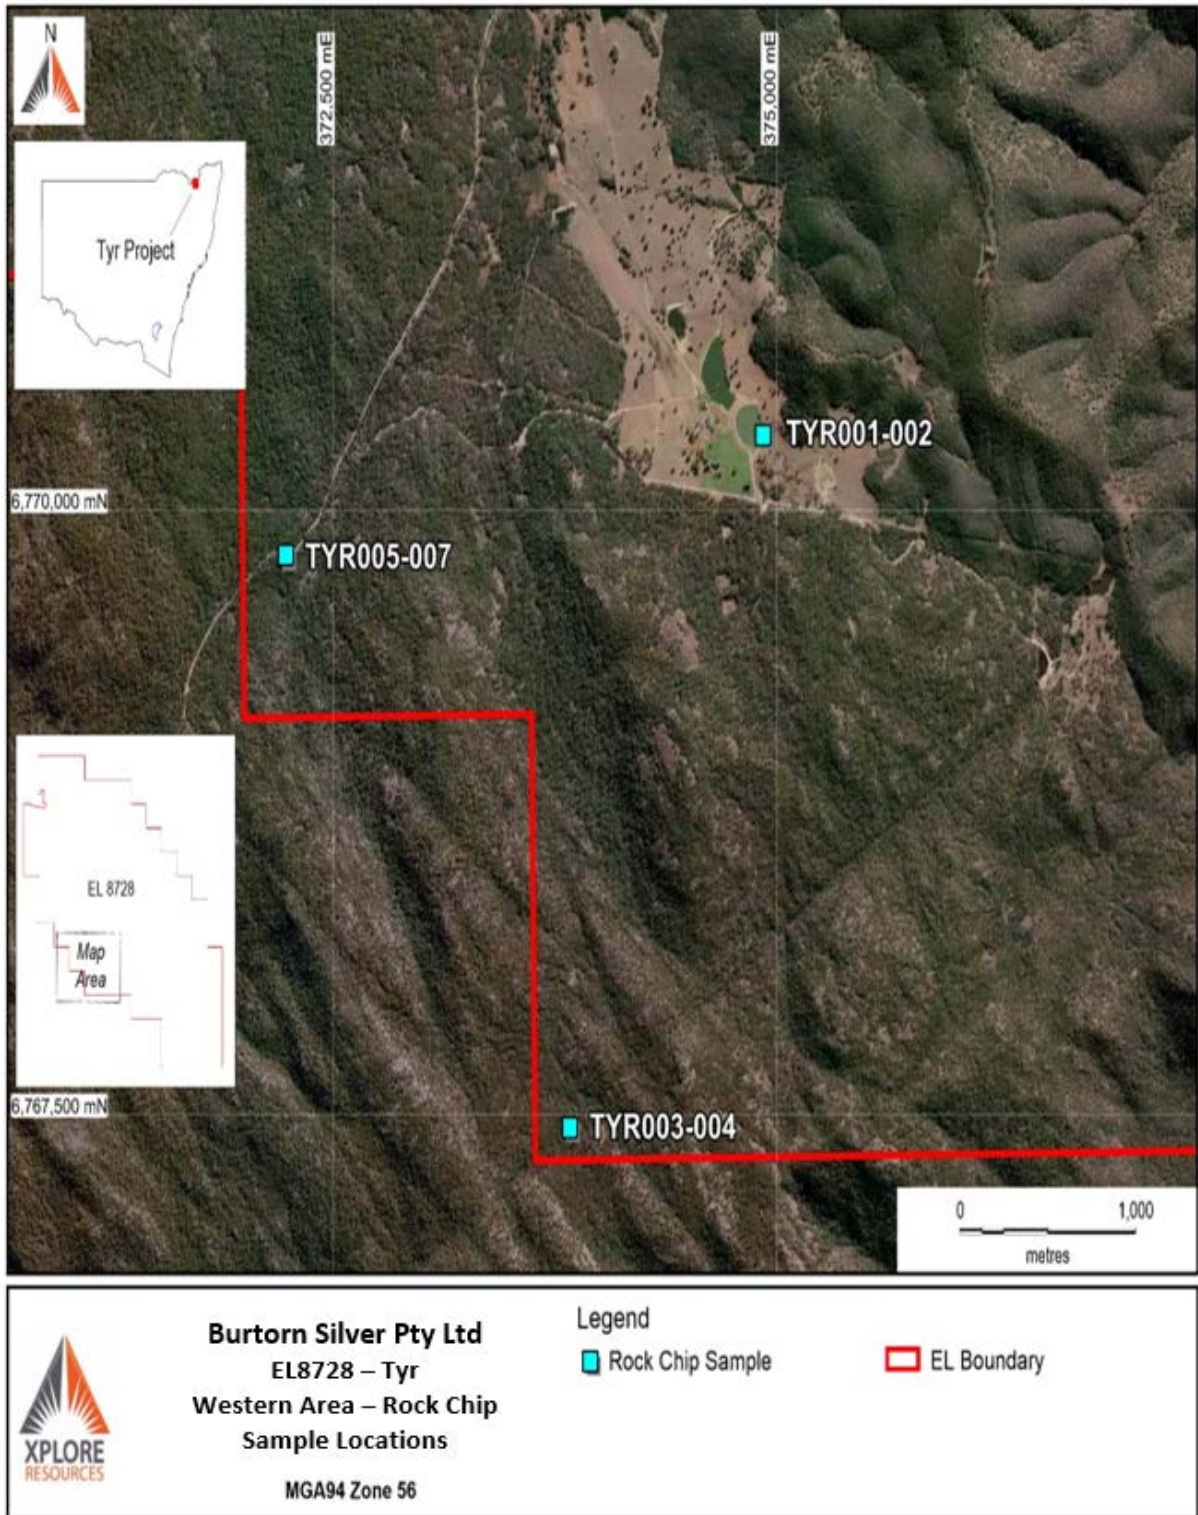 N
372,500 mE
375,000 mE
Tyr Project
TYR001-002
6,770,000 mN
TYR005-007
EL 8728
Map
Area
6,767,500 mN
TYR003-004
0 1,000
metres
Burtorn Silver Pty Ltd
EL8728 – Tyr
Western Area – Rock Chip
Sample Locations
MGA94 Zone 56
Legend
Rock Chip Sample
EL Boundary
XPLORE
RESOURCES